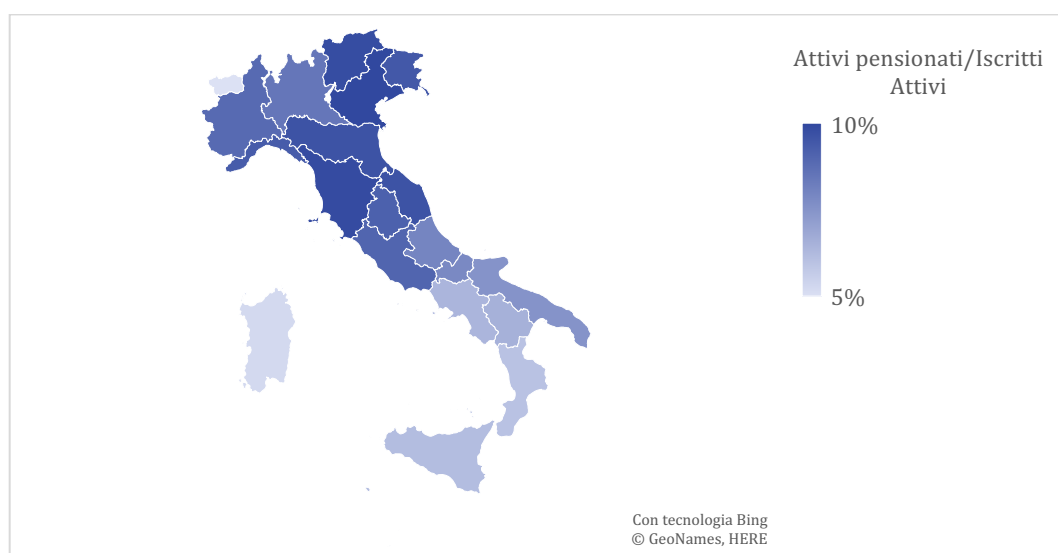 Attivi pensionati/Iscritti
Attivi
10%
5%
Con tecnologia Bing
© GeoNames, HERE